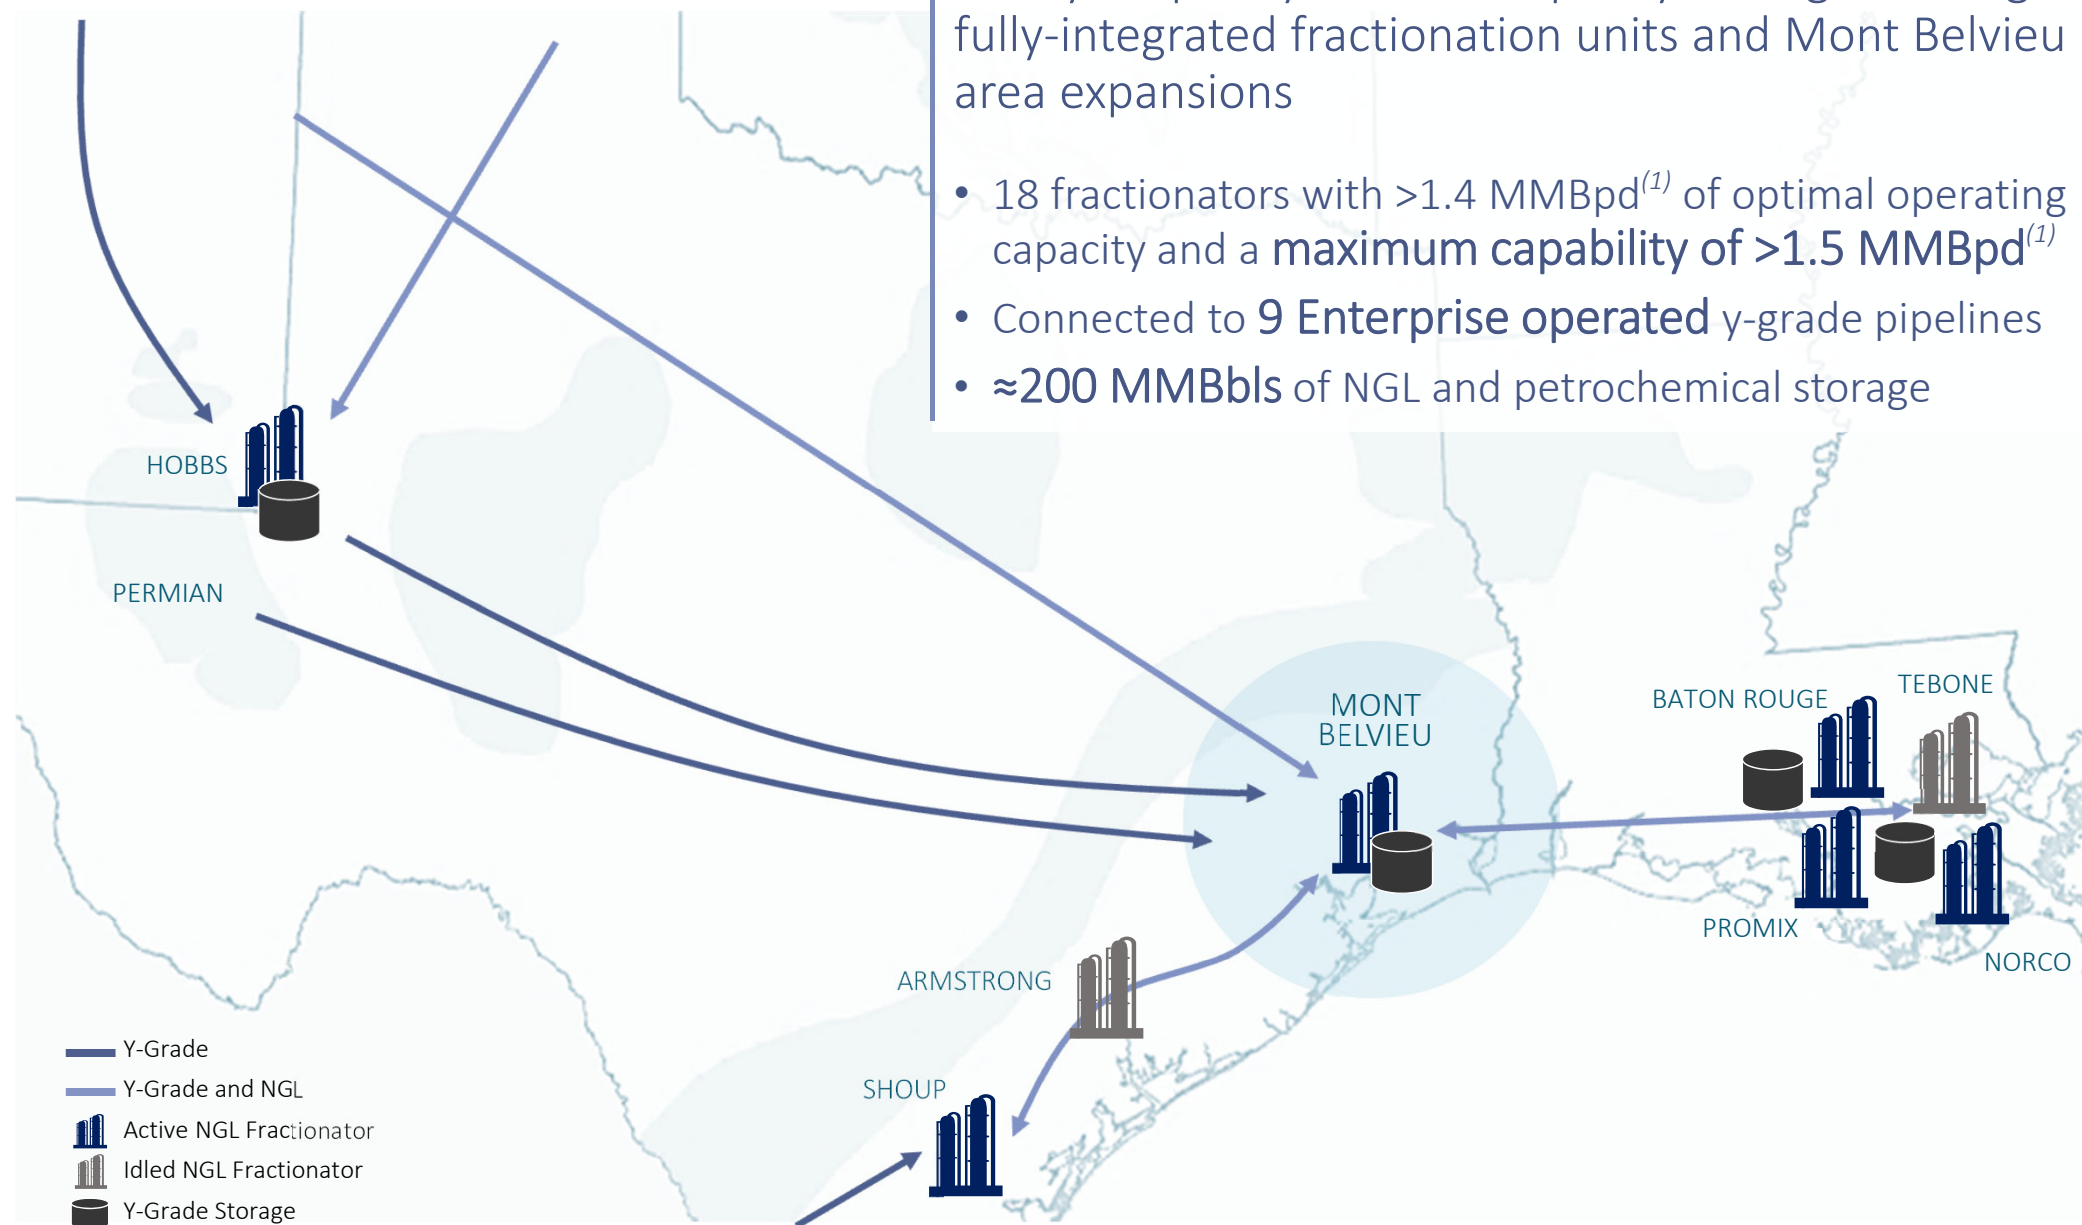 fully-integrated fractionation units and Mont Belvieu
area expansions
• 18 fractionators with >1.4 MMBpd(1) of optimal operating
capacity and a maximum capability of >1.5 MMBpd(1)
• Connected to 9 Enterprise operated y-grade pipelines
• ≈200 MMBbls of NGL and petrochemical storage
HOBBS
PERMIAN
MONT
BELVIEU
BATON ROUGE
TEBONE
PROMIX
NORCO
ARMSTRONG
SHOUP
Y-Grade
Y-Grade and NGL
Active NGL Fractionator
Idled NGL Fractionator
Y-Grade Storage